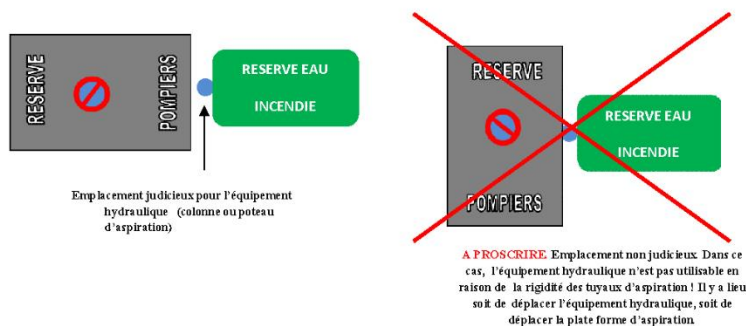 RESERVE
POMPIERS
RESERVE EAU
INCENDIE
Emplacement judicieux pour l'équipement
hydraulique (colonne ou poteau
d'aspiration)
RESERVE
POMPIERS
RESERVE EAU
INCENDIE
A PROSCRIRE Emplacement non judicieux. Dans ce
cas, l'équipement hydraulique n'est pas utilisable en
raison de la rigidité des tuyaux d'aspiration ! Il y a lieu
soit de déplacer l'équipement hydraulique, soit de
déplacer la plate forme d'aspiration